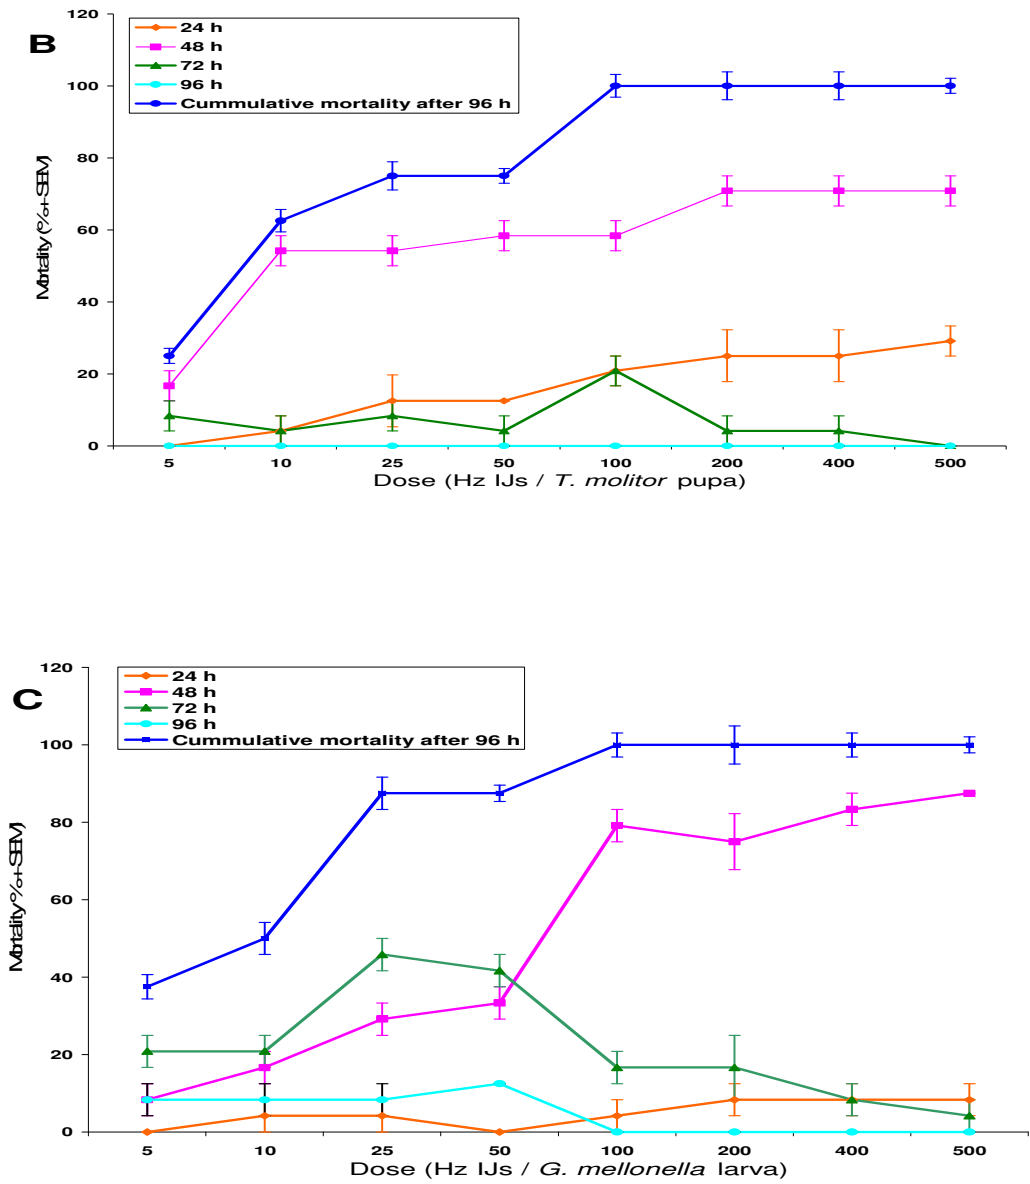 B
24 h
48 h
72 h
96 h
Cummulative mortality after 96 h
120
100
80
60
40
20
0
5 10 25 50 100 200 400 500
Dose (Hz IJs / T. molitor pupa)
C
24 h
48 h
72 h
96 h
Cummulative mortality after 96 h
120
100
80
60
40
20
0
Mortality
5 10 25 50 100 200 400 500
Dose (Hz IJs / G. mellonella larva)